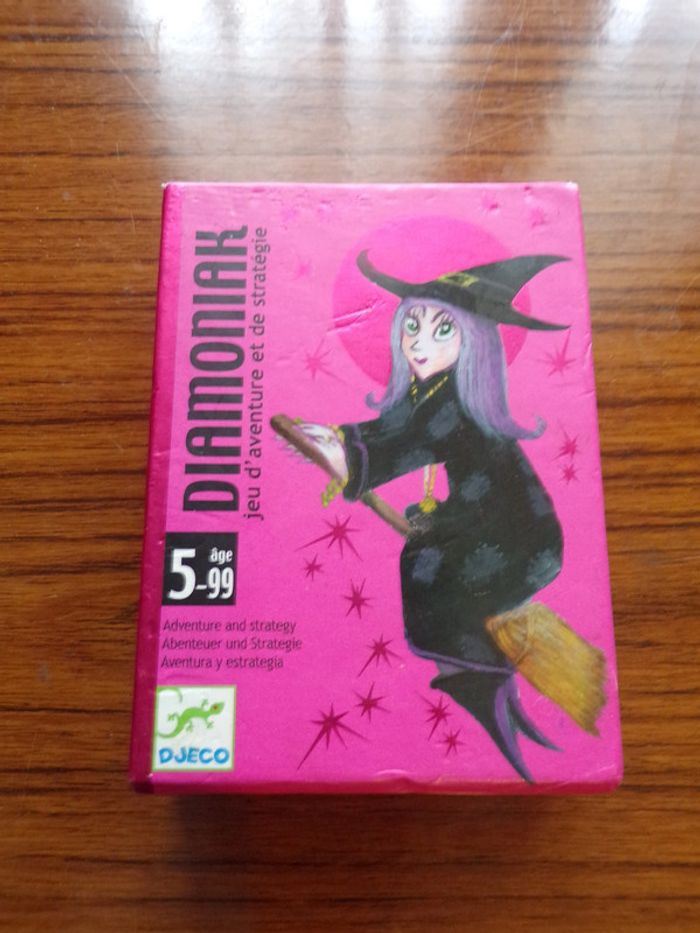 DIAMONIAK
jeu d'aventure et de stratégie
âge
5-99
Adventure and strategy
Abenteuer und Strategie
Aventura y estrategia
DJECO